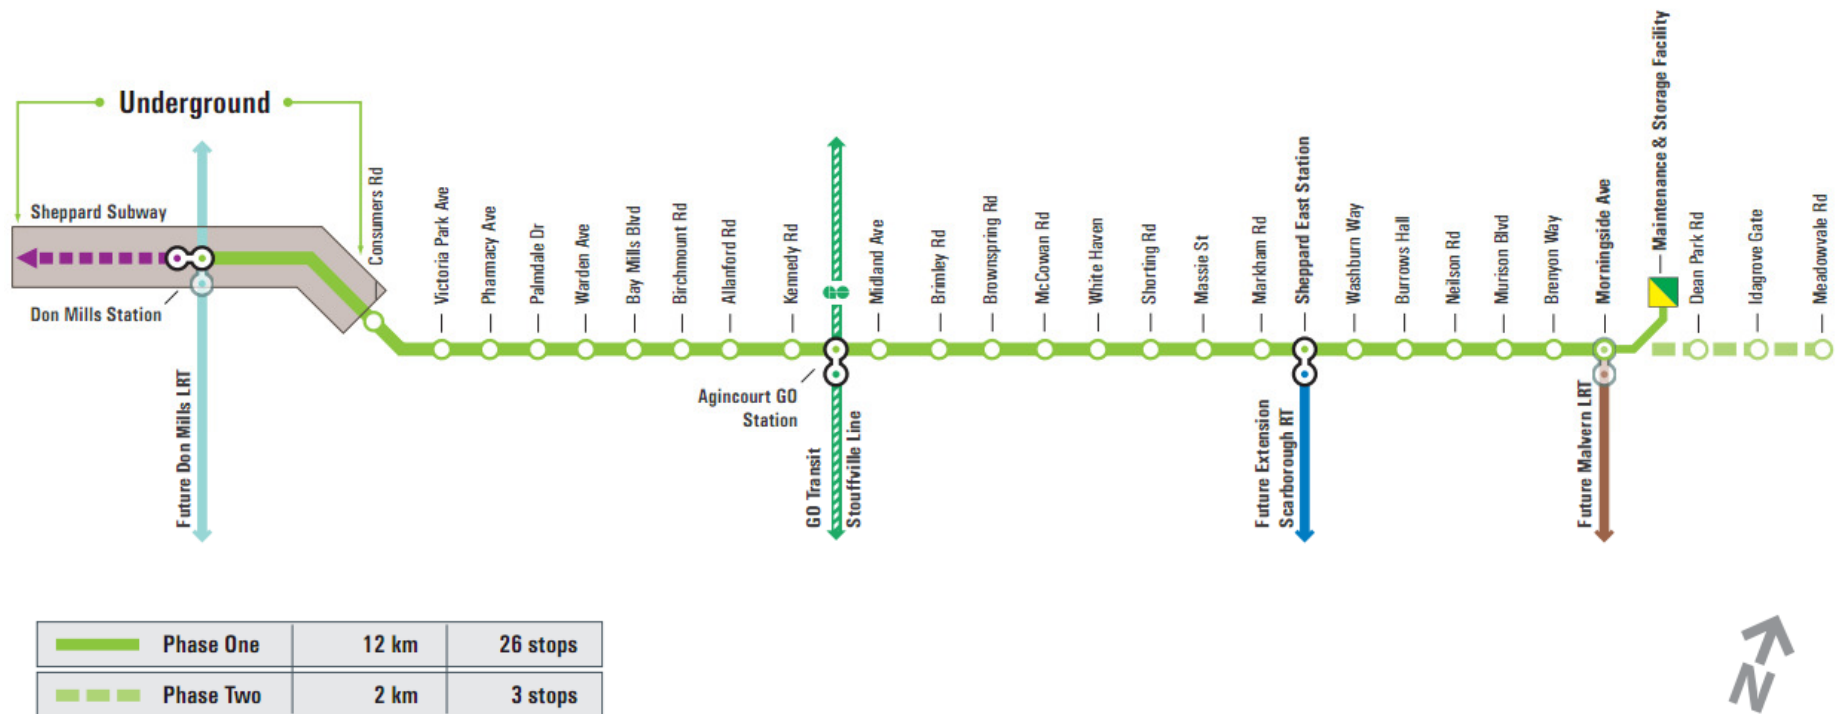 Underground
Sheppard Subway
Don Mills Station
Future Don Mills LRT
Consumers Rd
Victoria Park Ave
Pharmacy Ave
Palmdale Dr
Warden Ave
Bay Mills Blvd
Birchmount Rd
Allanford Rd
Kennedy Rd
Agincourt GO
Station
GO Transit
Stouffville Line
GO
Midland Ave
Brimley Rd
Brownspring Rd
McCowan Rd
White Haven
Shorting Rd
Massie St
Markham Rd
Sheppard East Station
Future Extension
Scarborough RT
Washburn Way
Burrows Hall
Neilson Rd
Murison Blvd
Brenyon Way
Morningside Ave
Future Malvern LRT
Maintenance & Storage Facility
Dean Park Rd
Idagrove Gate
Meadowvale Rd
Phase One 12 km 26 stops
Phase Two 2 km 3 stops
N